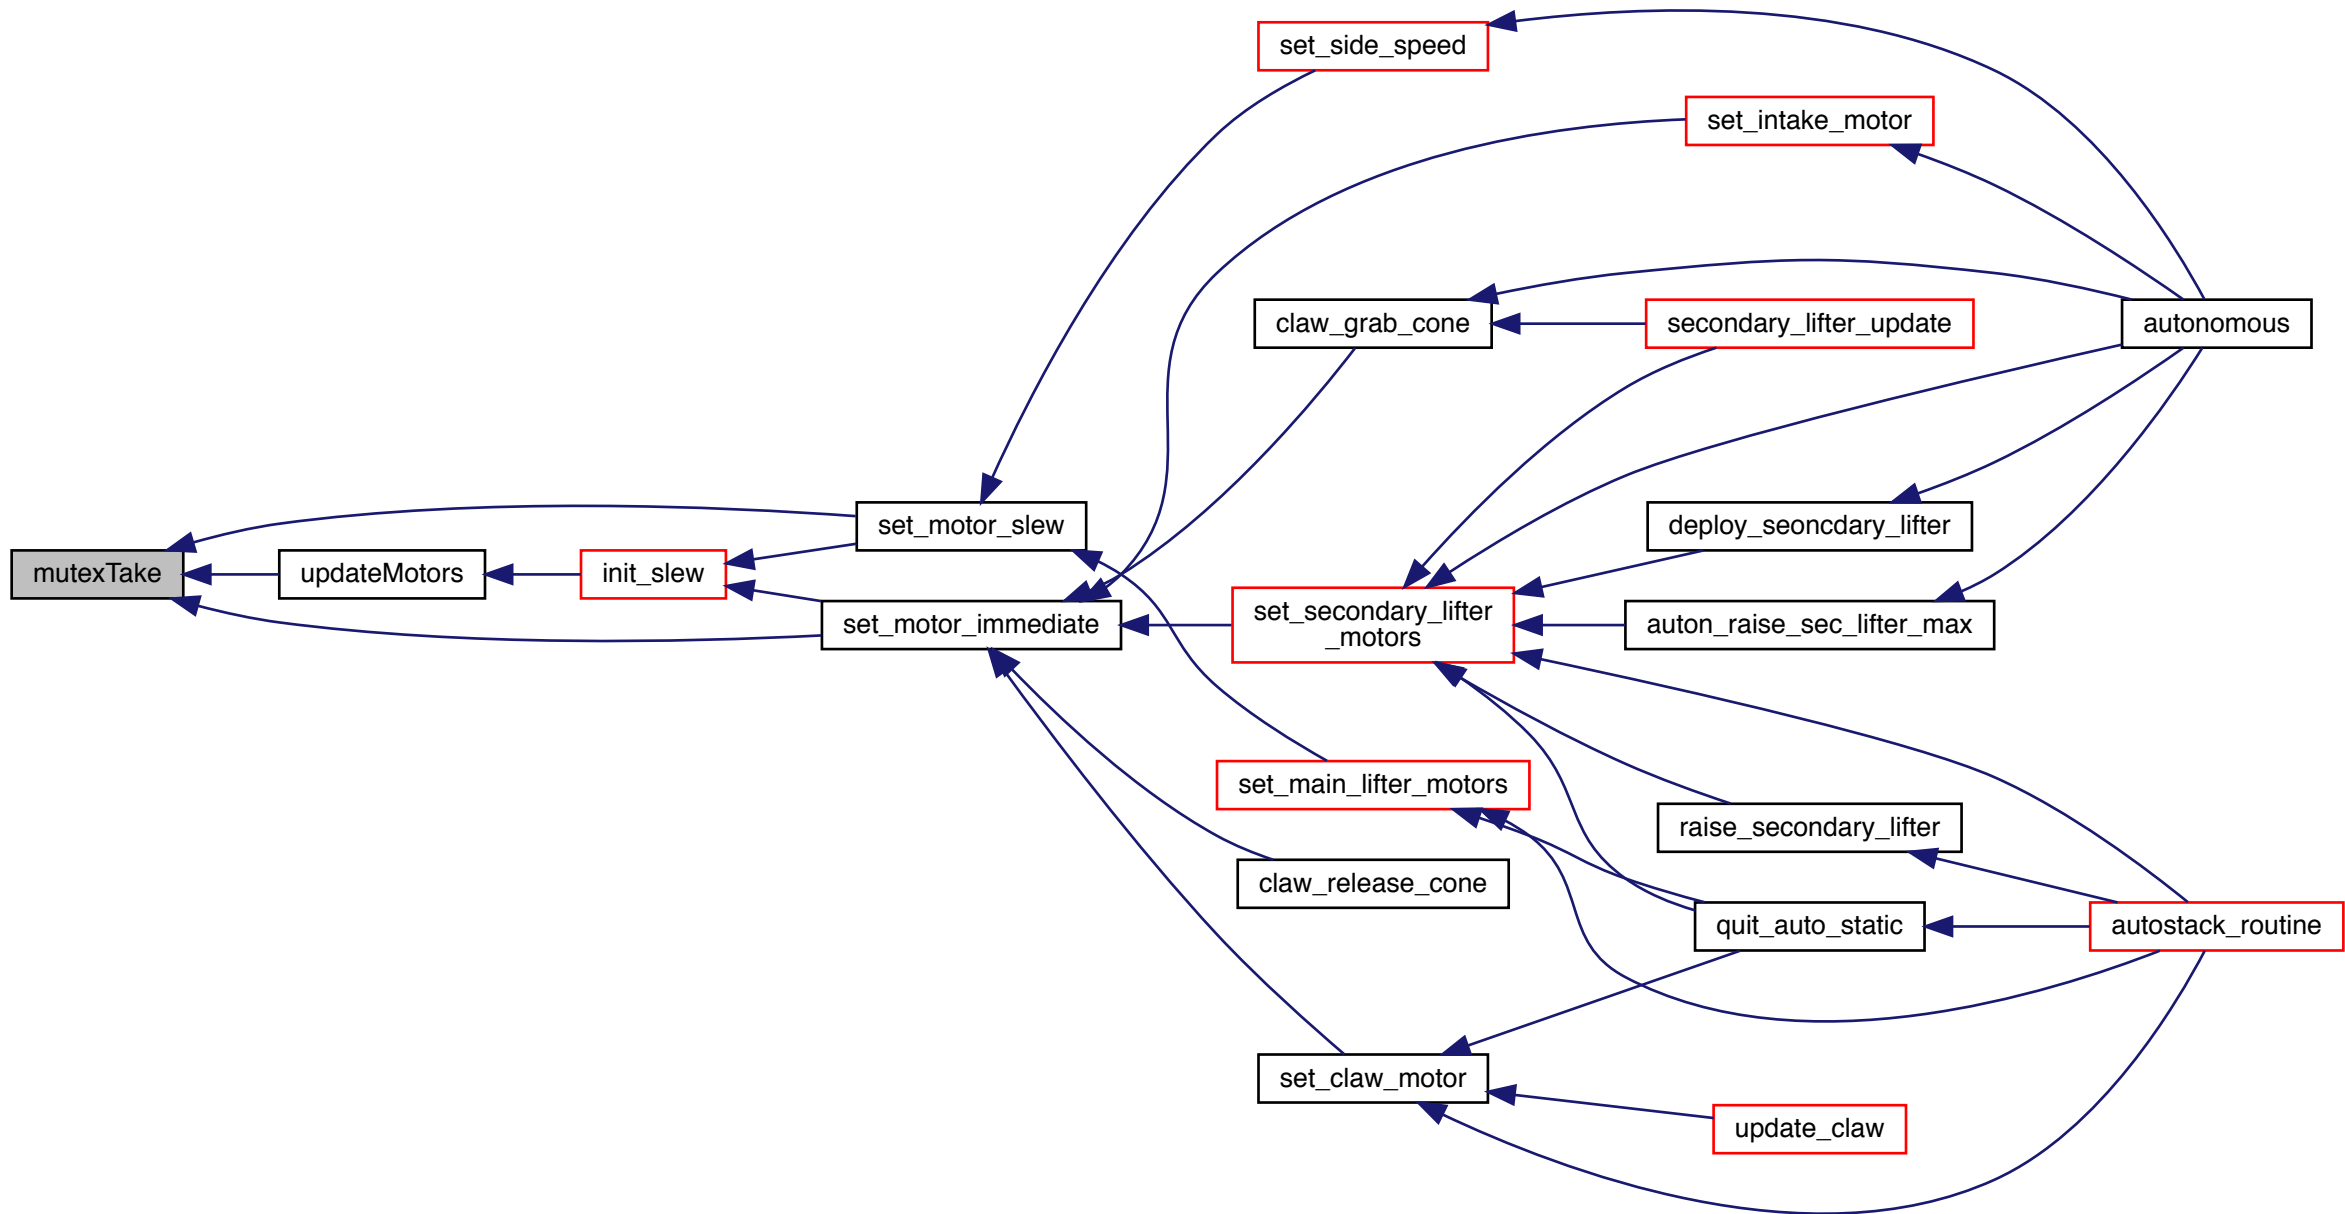 set_side_speed
set_intake_motor
claw_grab_cone
secondary_lifter_update
autonomous
set_motor_slew
deploy_seoncdary_lifter
mutexTake
updateMotors
init_slew
set_motor_immediate
set_secondary_lifter
_motors
auton_raise_sec_lifter_max
set_main_lifter_motors
raise_secondary_lifter
claw_release_cone
quit_auto_static
autostack_routine
set_claw_motor
update_claw